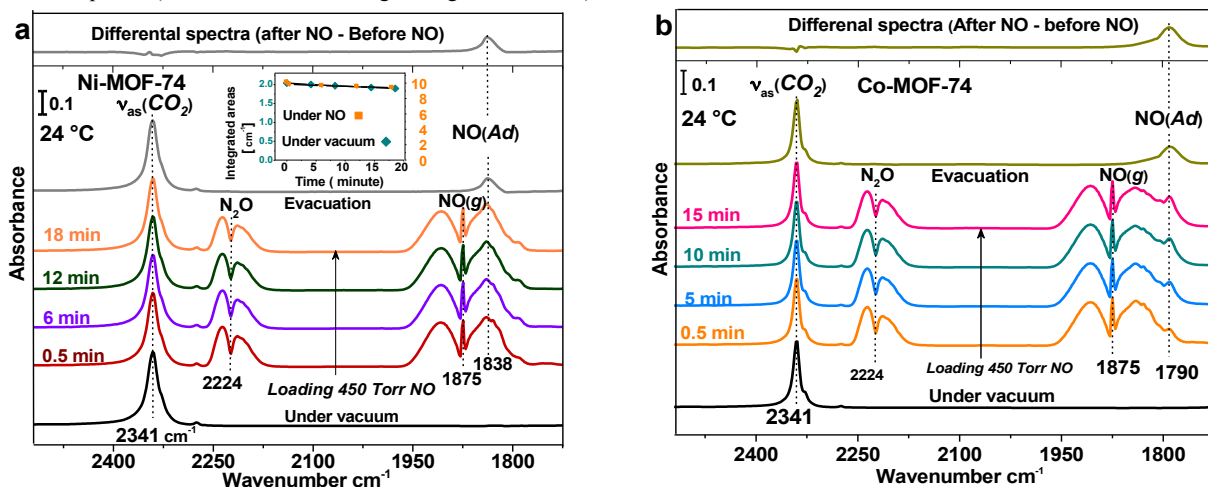 a
Differental spectra (after NO - Before NO)
Ni-MOF-74
0.1
νas(CO2)
24 °C
Integrated areas
[ cm-1]
2.0
1.5
1.0
0.5
0.0
10
8
6
4
2
0
Under NO
Under vacuum
0
5
10
15
20
Time ( minute)
NO(Ad)
N2O
Evacuation
NO(g)
18 min
12 min
6 min
0.5 min
2224
Loading 450 Torr NO
1875
1838
Under vacuum
2341 cm-1
Absorbance
2400
2250
2100
1950
1800
Wavenumber cm-1
b
Differental spectra (After NO - before NO)
0.1
νas(CO2)
Co-MOF-74
24 °C
NO(Ad)
N2O
Evacuation
NO(g)
15 min
10 min
5 min
0.5 min
2224
Loading 450 Torr NO
1875
1790
Under vacuum
2341
Absorbance
2400
2250
2100
1950
1800
Wavenumber cm-1